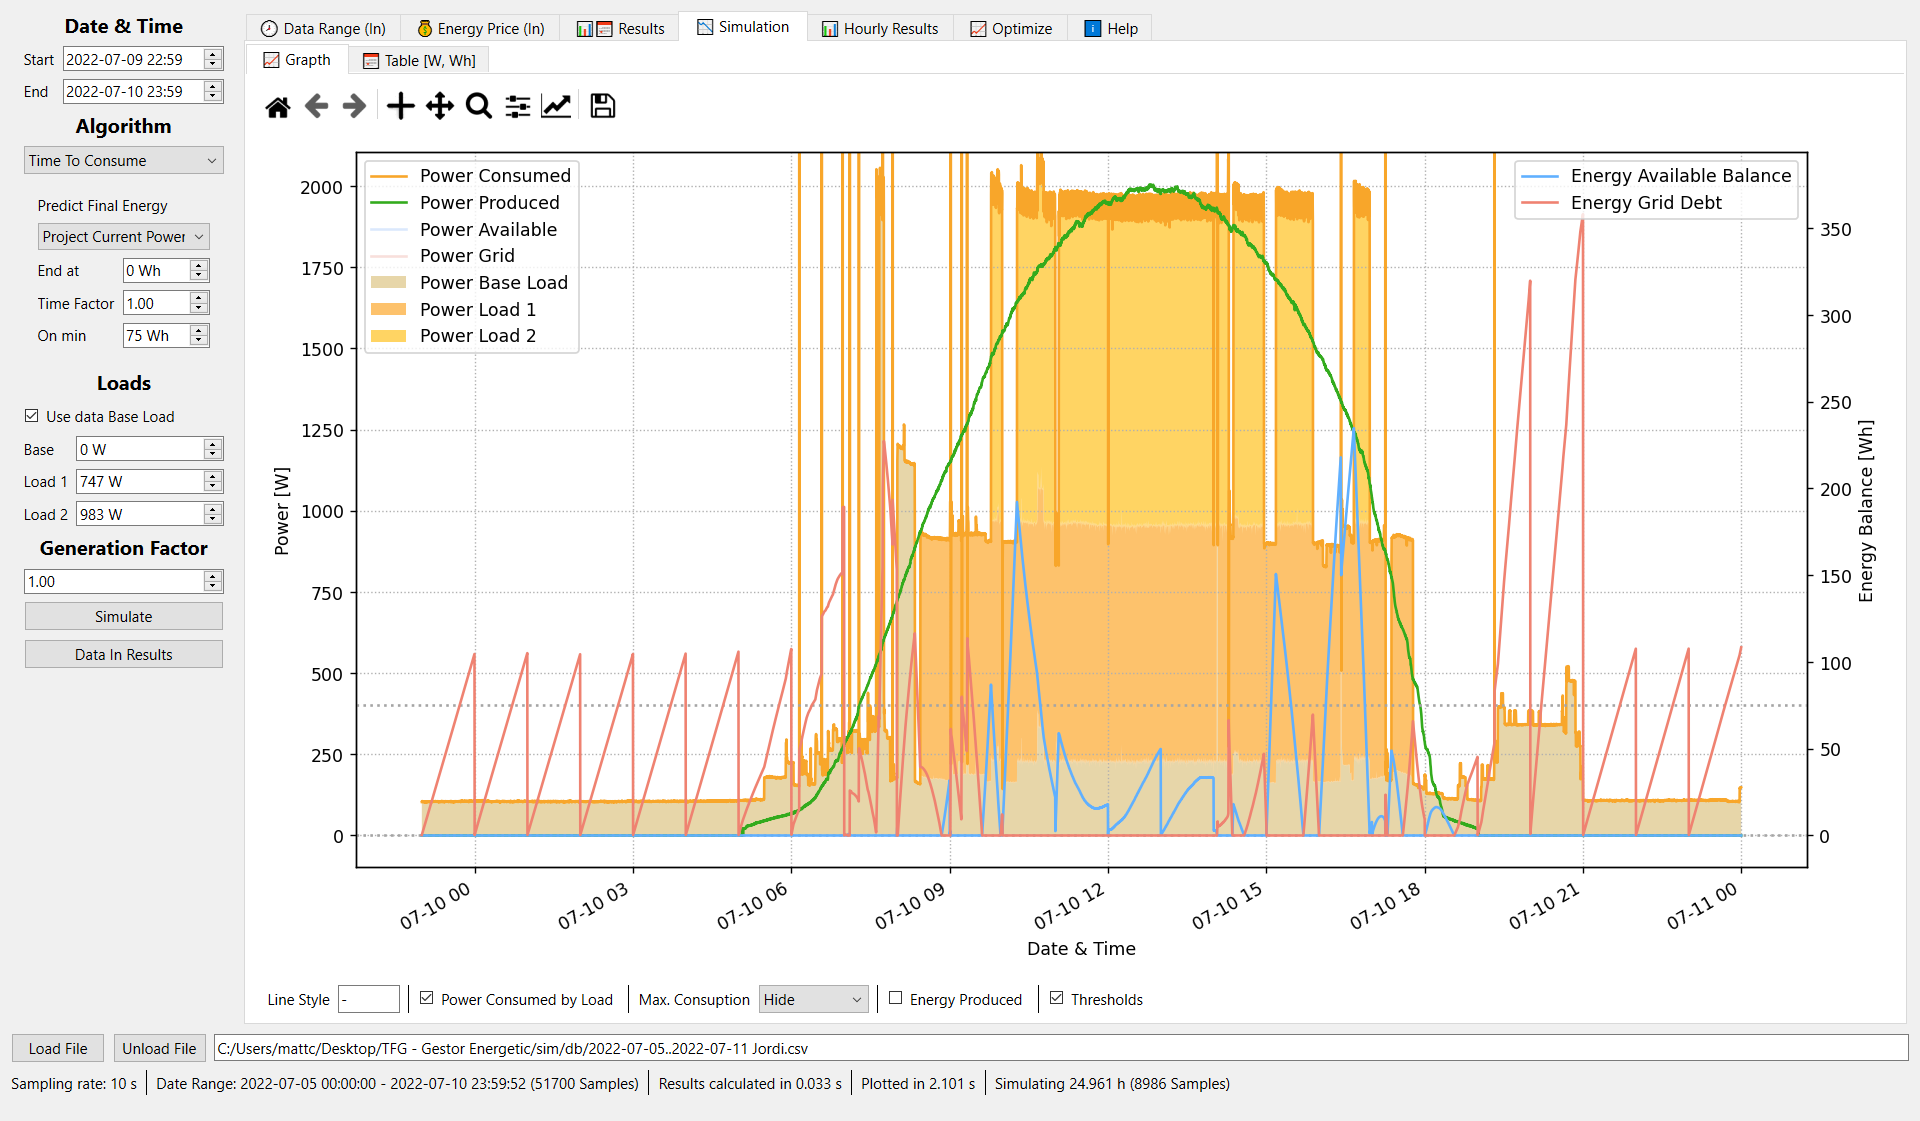 Date & Time
Start 2022-07-09 22:59
End 2022-07-10 23:59
Algorithm
Time To Consume
Predict Final Energy
Project Current Power
End at 0 Wh
Time Factor 1.00
On min 75 Wh
Loads
Use data Base Load
Base 0 W
Load 1 747 W
Load 2 983 W
Generation Factor
1.00
Simulate
Data In Results
Data Range (In) Energy Price (In) Results Simulation Hourly Results Optimize Help
Graph Table [W, Wh]
Power Consumed
Power Produced
Power Available
Power Grid
Power Base Load
Power Load 1
Power Load 2
Energy Available Balance
Energy Grid Debt
Power [W]
2000
1750
1500
1250
1000
750
500
250
0
350
300
250
200
150
100
50
0
Energy Balance [Wh]
07-10 00 07-10 03 07-10 06 07-10 09 07-10 12 07-10 15 07-10 18 07-10 21 07-11 00
Date & Time
Line Style - Power Consumed by Load Max. Consuption Hide Energy Produced Thresholds
Load File Unload File C:/Users/mattc/Desktop/TFG - Gestor Energetic/sim/db/2022-07-05..2022-07-11 Jordi.csv
Sampling rate: 10 s Date Range: 2022-07-05 00:00:00 - 2022-07-10 23:59:52 (51700 Samples) Results calculated in 0.033 s Plotted in 2.101 s Simulating 24.961 h (8986 Samples)